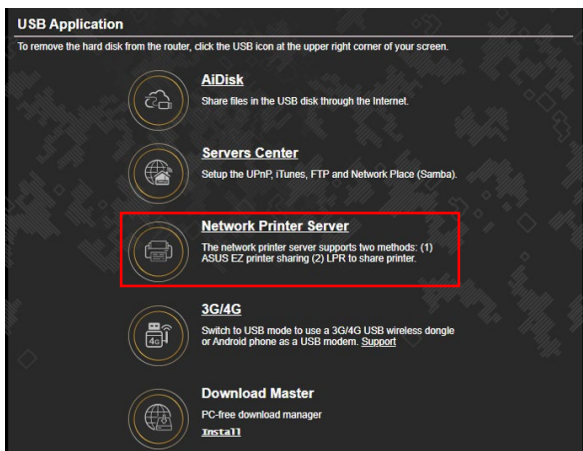 USB Application
To remove the hard disk from the router, click the USB icon at the upper right corner of your screen.
AiDisk
Share files in the USB disk through the Internet.
Servers Center
Setup the UPnP, iTunes, FTP and Network Place (Samba).
Network Printer Server
The network printer server supports two methods: (1)
ASUS EZ printer sharing (2) LPR to share printer.
3G/4G
4G
Switch to USB mode to use a 3G/4G USB wireless dongle
or Android phone as a USB modem. Support
Download Master
PC-free download manager
Install